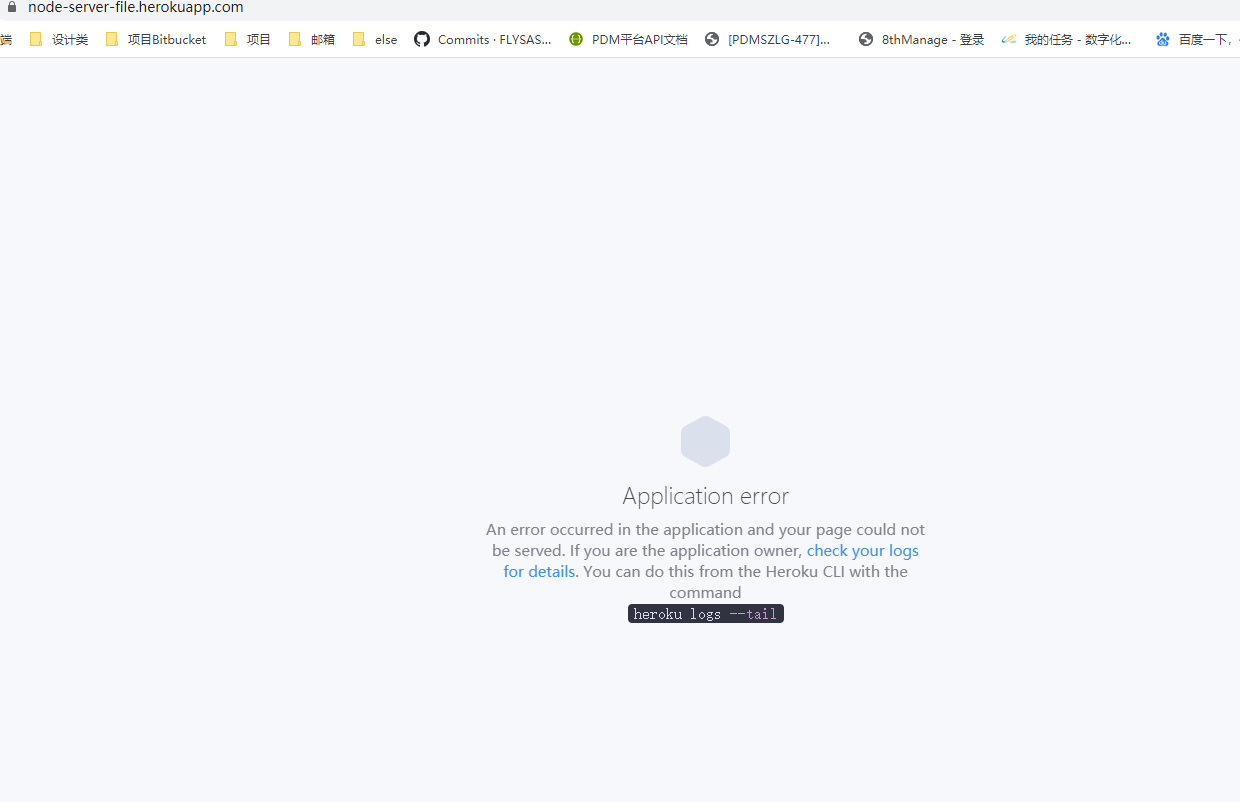 node-server-file.herokuapp.com
端 设计类 项目Bitbucket 项目 邮箱 else Commits · FLYSAS... PDM平台API文档 [PDMSZLG-477]... 8thManage - 登录 我的任务 - 数字化... 百度一下,
Application error
An error occurred in the application and your page could not
be served. If you are the application owner, check your logs
for details. You can do this from the Heroku CLI with the
command
heroku logs --tail